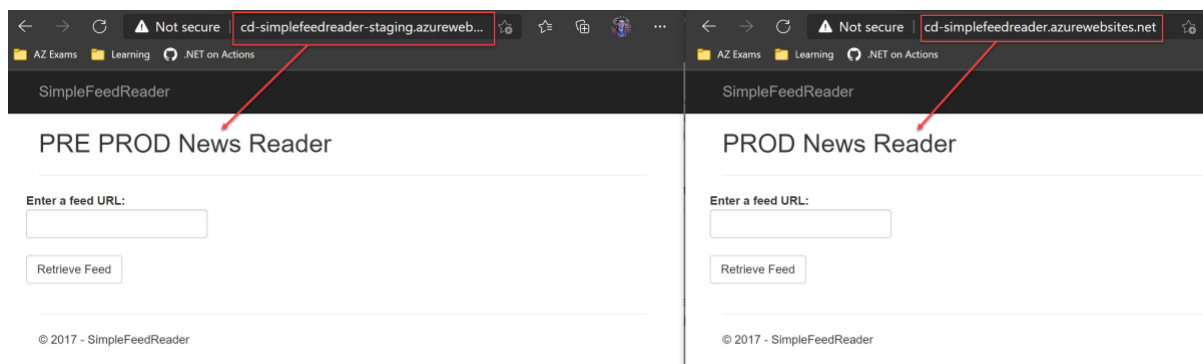 Not secure cd-simplefeedreader-staging.azureweb... ...
AZ Exams Learning .NET on Actions
SimpleFeedReader
PRE PROD News Reader
Enter a feed URL:
Retrieve Feed
© 2017 - SimpleFeedReader
Not secure cd-simplefeedreader.azurewebsites.net
AZ Exams Learning .NET on Actions
SimpleFeedReader
PROD News Reader
Enter a feed URL:
Retrieve Feed
© 2017 - SimpleFeedReader